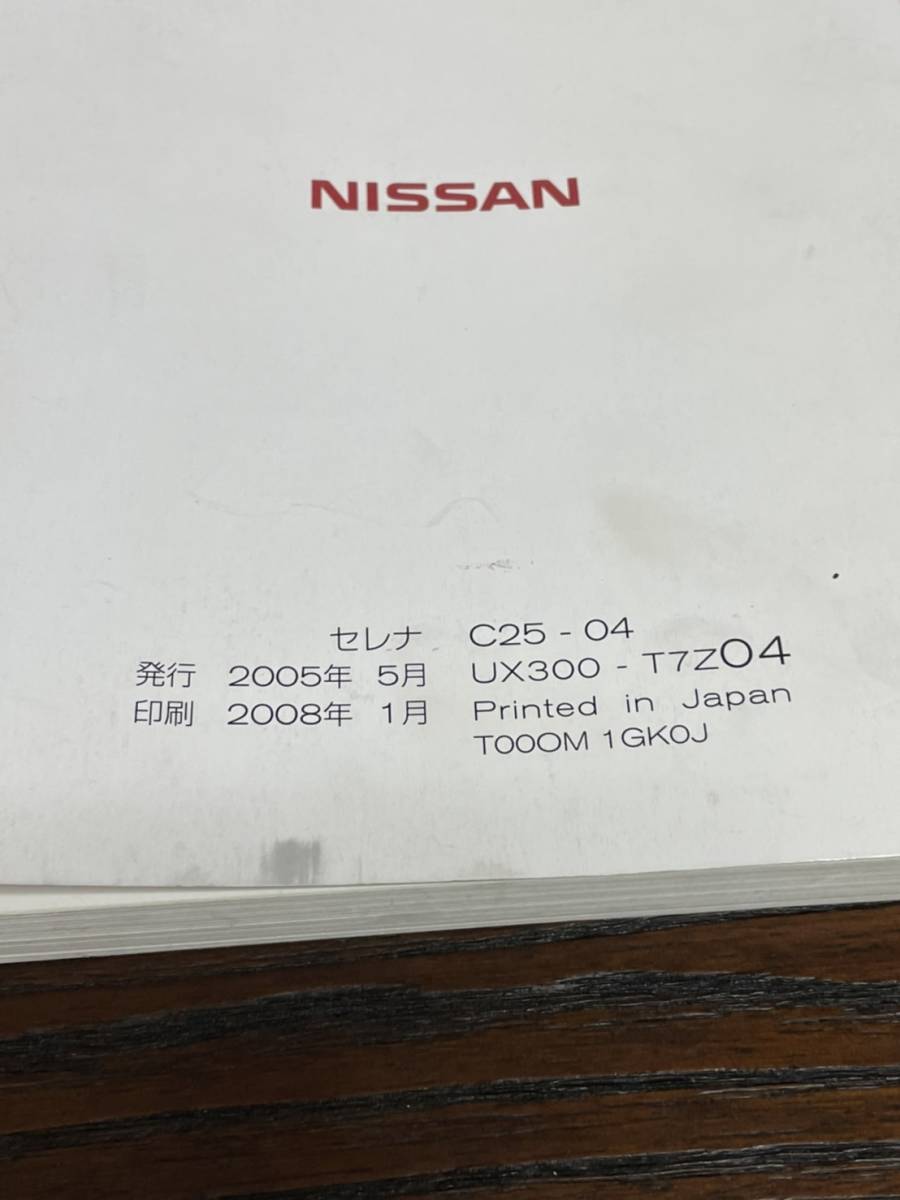 NISSAN
セレナ C25 - 04
発行 2005年 5月 UX300 - T7Z04
印刷 2008年 1月 Printed in Japan
T00OM 1GK0J